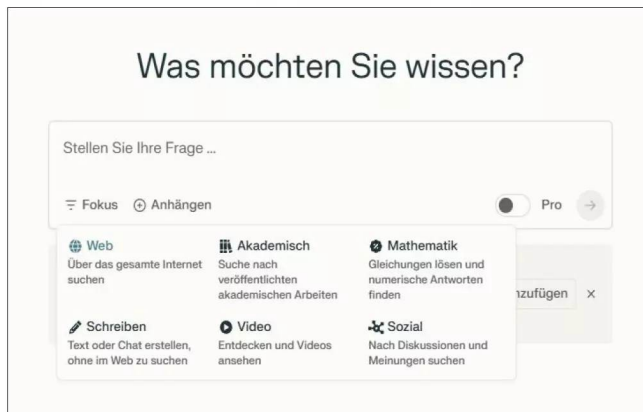 Was möchten Sie wissen?
Stellen Sie Ihre Frage ...
Fokus Anhängen Pro
Web
Über das gesamte Internet
suchen
Akademisch
Suche nach
veröffentlichten
akademischen Arbeiten
Mathematik
Gleichungen lösen und
numerische Antworten
finden
nzufügen
Schreiben
Text oder Chat erstellen,
ohne im Web zu suchen
Video
Entdecken und Videos
ansehen
Sozial
Nach Diskussionen und
Meinungen suchen